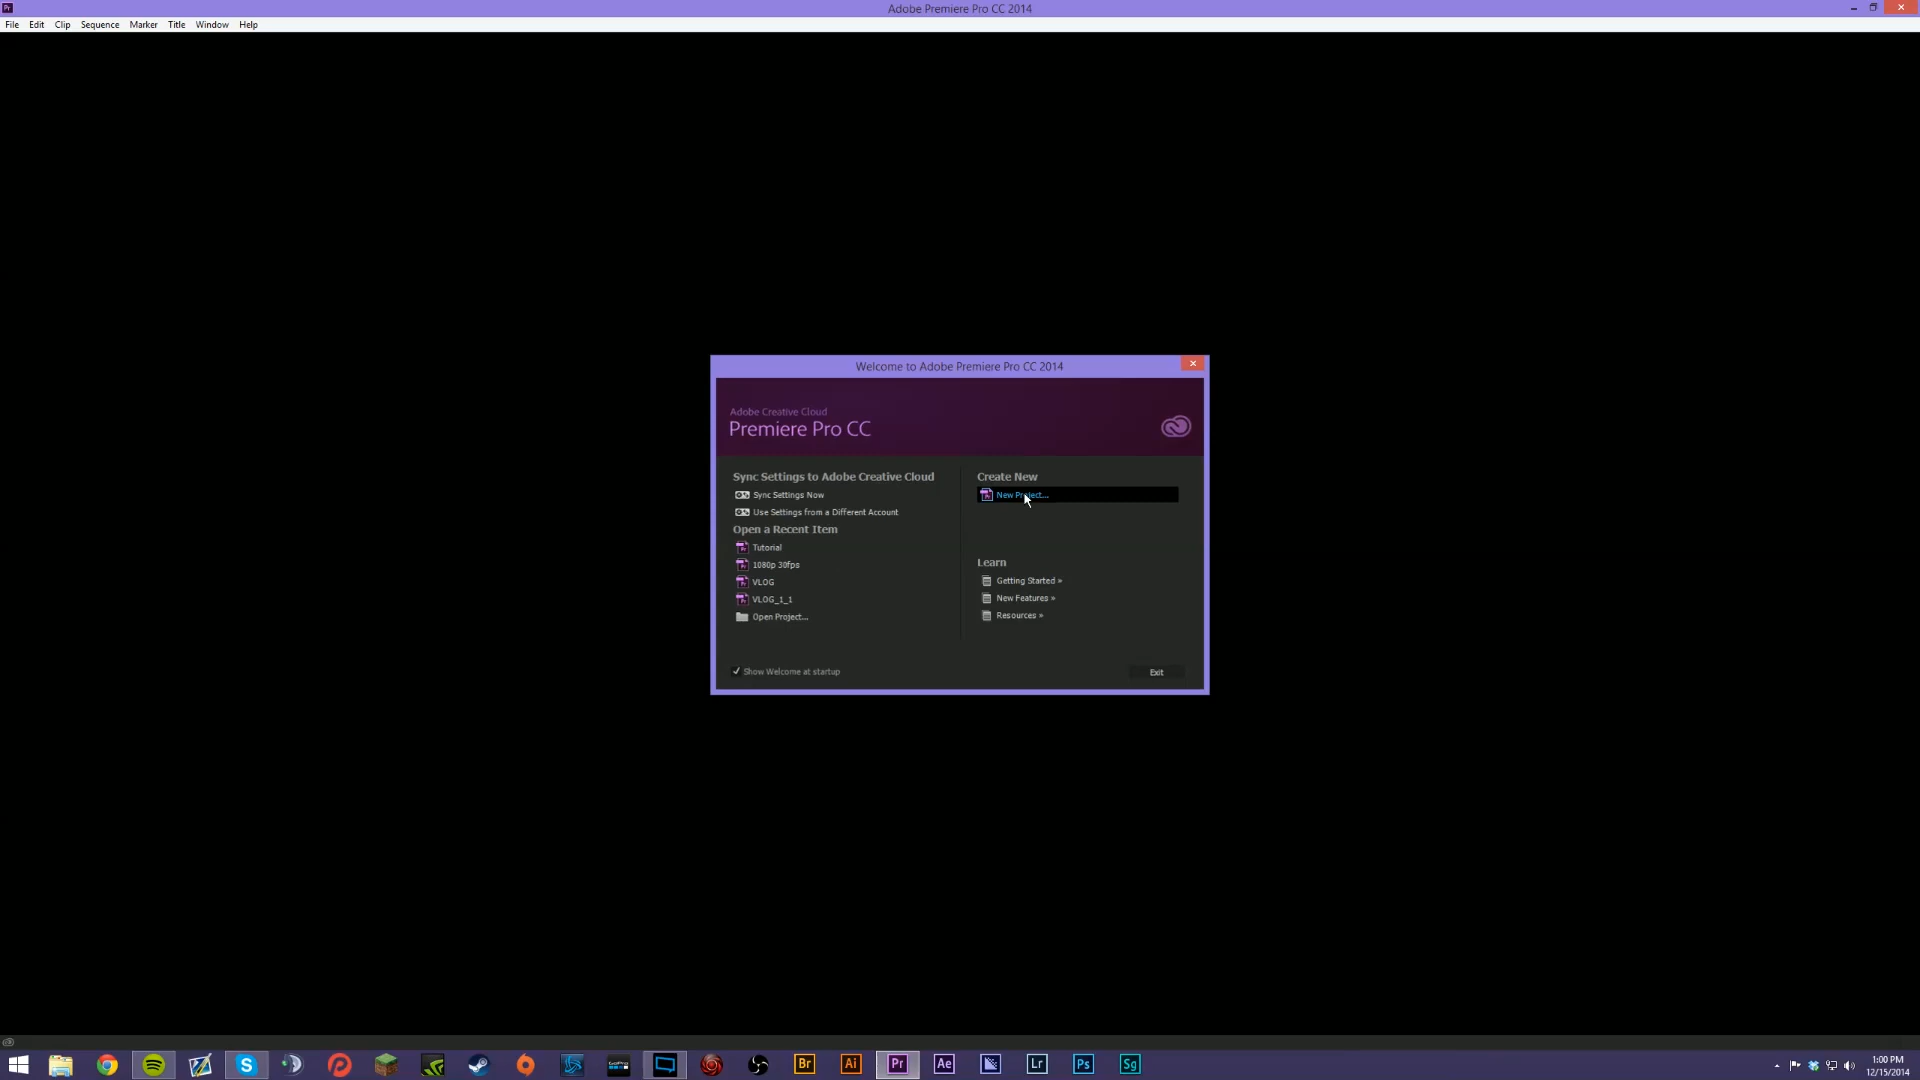 Pr
Adobe Premiere Pro CC 2014
File Edit Clip Sequence Marker Title Window Help
Welcome to Adobe Premiere Pro CC 2014
Adobe Creative Cloud
Premiere Pro CC
Sync Settings to Adobe Creative Cloud
Sync Settings Now
Use Settings from a Different Account
Open a Recent Item
Tutorial
1080p 30fps
VLOG
VLOG_1_1
Open Project...
Create New
New Project...
Learn
Getting Started »
New Features »
Resources »
Show Welcome at startup
Exit
GoPro
Br Ai Pr Ae Lr Ps Sg
1:00 PM
12/15/2014